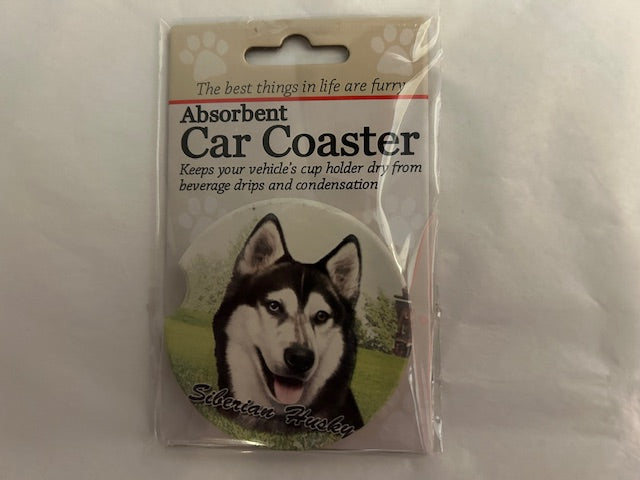 The best things in life are furry
Absorbent
Car Coaster
Keeps your vehicle's cup holder dry from
beverage drips and condensation
Siberian Husky